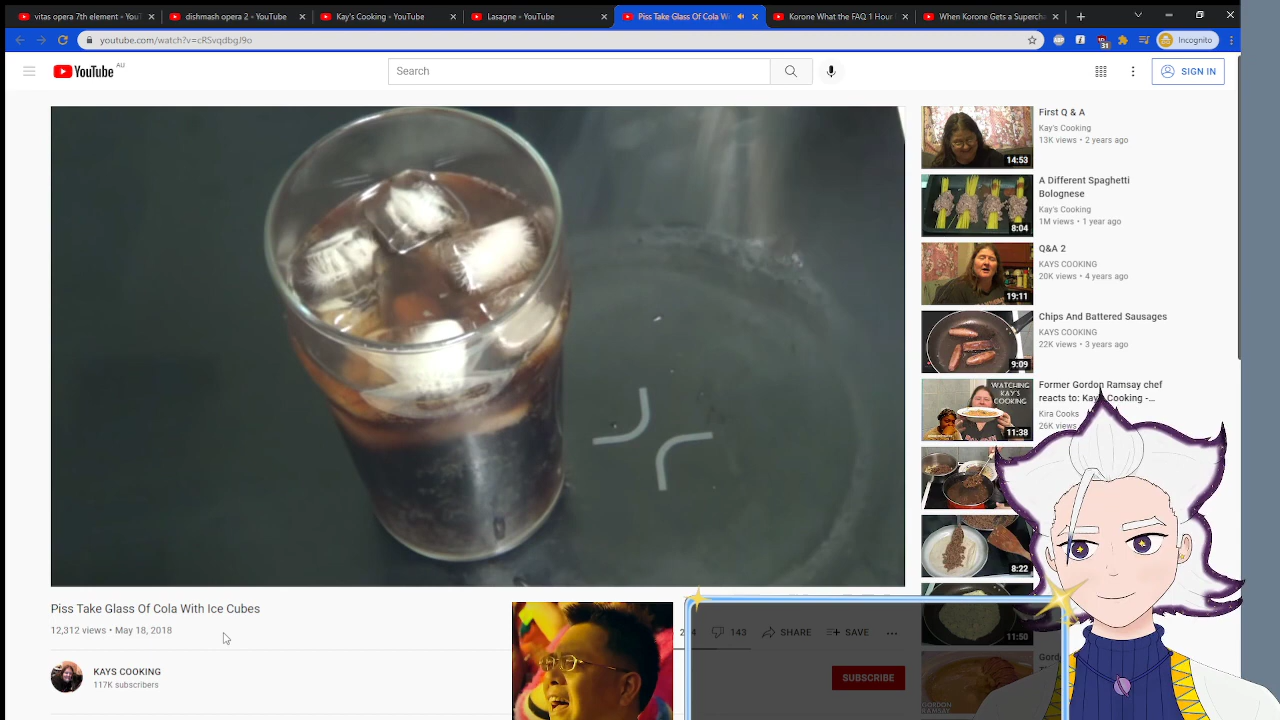 vitas 7th element - You
dishmash opera 2 - YouTube
Kay's Cooking - YouTube
Lasagne - YouTube
Piss Take Glass Of Cola W
Korone What the FAQ 1 Hour
When Korone Gets a Superch
youtube.com/watch?v=cRSvqdbgJ9o
31
Incognito
YouTube AU
Search
SIGN IN
First Q & A
Kay's Cooking
13K views • 2 years ago
14:53
A Different Spaghetti
Bolognese
Kay's Cooking
1M views • 1 year ago
8:04
Q&A 2
KAYS COOKING
20K views • 4 years ago
19:11
Chips And Battered Sausages
KAYS COOKING
22K views • 3 years ago
9:09
WATCHING
KAY'S
COOKING
11:38
Former Gordon Ramsay chef
reacts to: Kay's Cooking -...
Kira Cooks
26K views
8:22
11:50
GORDON
RAMSAY
Gord
Piss Take Glass Of Cola With Ice Cubes
12,312 views • May 18, 2018
143
SHARE
SAVE
KAYS COOKING
117K subscribers
SUBSCRIBE